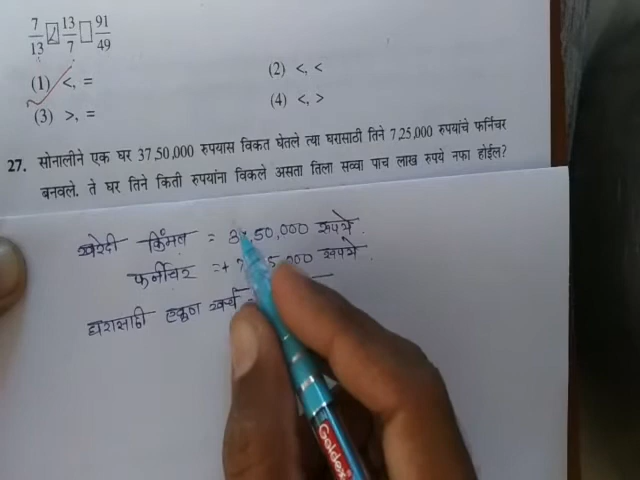 7/13 < 13/7 □ 91/49
(1) <, = (2) <, <
(3) >, = (4) <, >
27. सोनालीने एक घर 37,50,000 रुपयास विकत घेतले त्या घरासाठी तिने 7,25,000 रुपयांचे फर्निचर
बनवले. ते घर तिने किती रुपयांना विकले असता तिला सव्वा पाच लाख रुपये नफा होईल?
खरेदी किंमत = 50,000 रुपये.
फर्नीचर = + 000 रुपये.
घरासाठी एकूण खर्च
Goldex